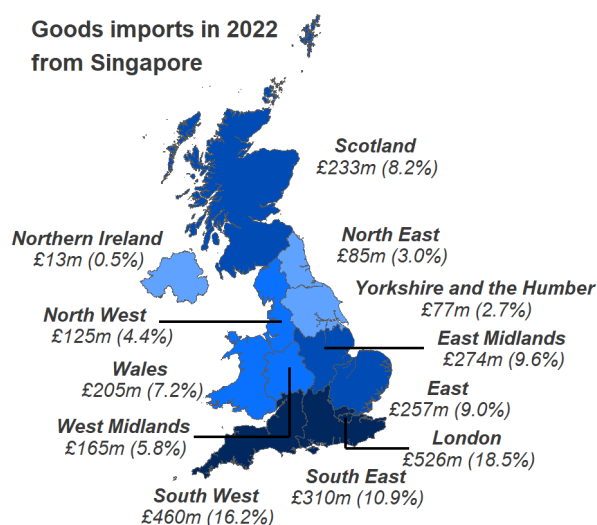 Goods imports in 2022
from Singapore
Scotland
£233m (8.2%)
Northern Ireland
£13m (0.5%)
North East
£85m (3.0%)
Yorkshire and the Humber
£77m (2.7%)
North West
£125m (4.4%)
East Midlands
£274m (9.6%)
Wales
£205m (7.2%)
East
£257m (9.0%)
West Midlands
£165m (5.8%)
London
£526m (18.5%)
South East
£310m (10.9%)
South West
£460m (16.2%)